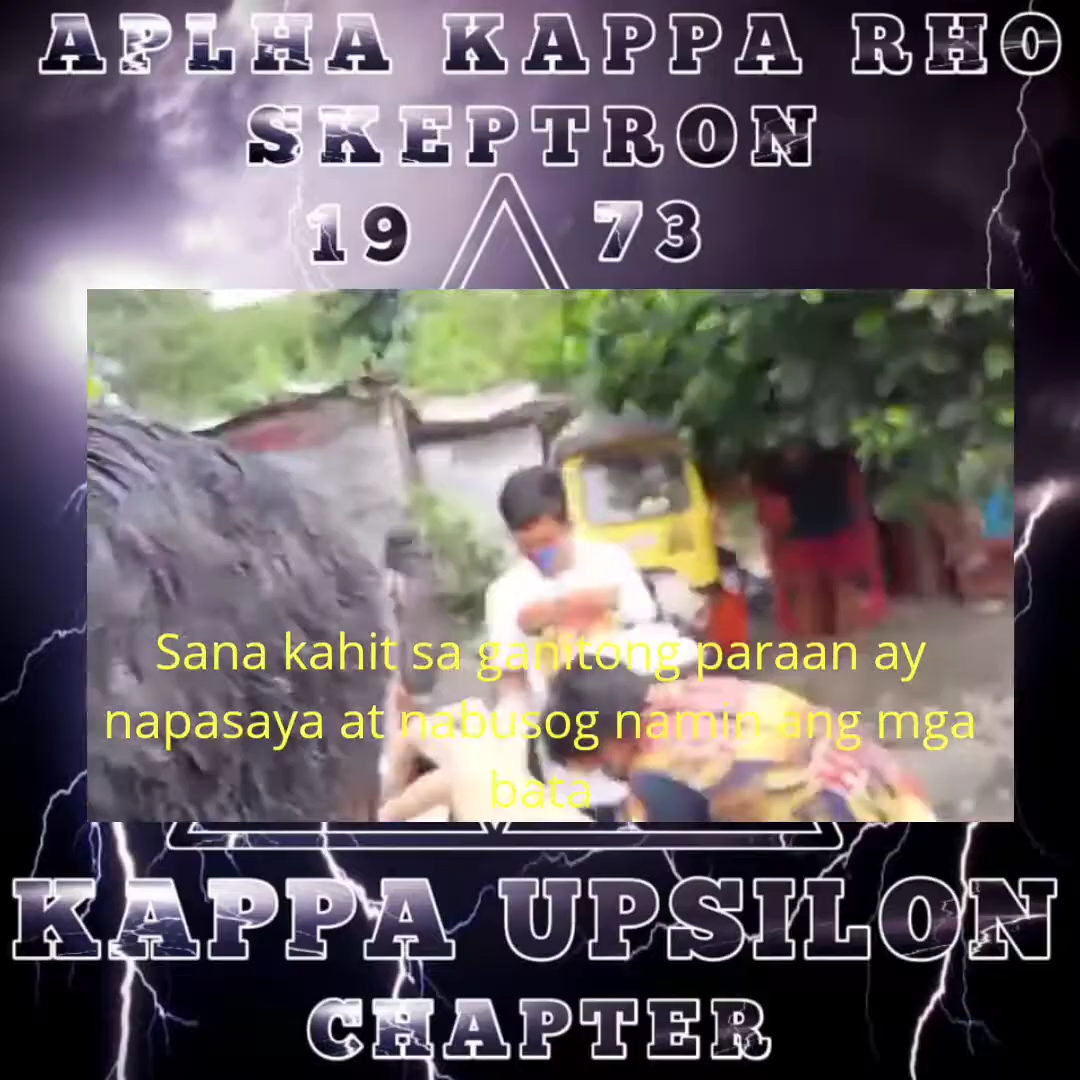 APLHA KAPPA RHO
SKEPTRON
19 73
Sana kahit sa ganitong paraan ay
napasaya at nabusog namin ang mga
bata
KAPPA UPSILON
CHAPTER